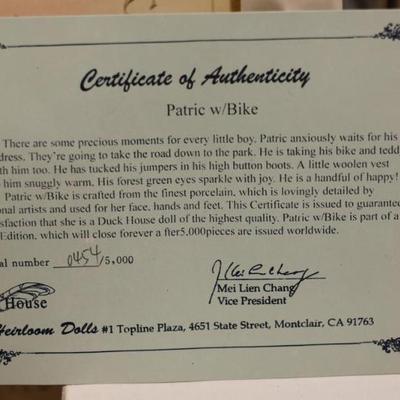 Certificate of Authenticity
Patric w/Bike
There are some precious moments for every little boy. Patric anxiously waits for his
dress. They're going to take the road down to the park. He is taking his bike and tedd
th him too. He has tucked his jumpers in his high button boots. A little woolen vest
him snuggly warm. His forest green eyes sparkle with joy. He is a handful of happy!
Patric w/Bike is crafted from the finest porcelain, which is lovingly detailed by
onal artists and used for her face, hands and feet. This Certificate is issued to guarantee
isfaction that she is a Duck House doll of the highest quality. Patric w/Bike is part of a
Edition, which will close forever a fter5,000pieces are issued worldwide.
al number 0454/5,000
Mei Lien Chang
House
Vice President
Heirloom Dolls #1 Topline Plaza, 4651 State Street, Montclair, CA 91763